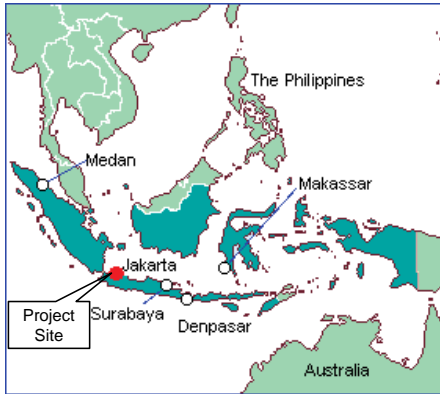 The Philippines
Medan
Makassar
Jakarta
Project
Site
Surabaya
Denpasar
Australia